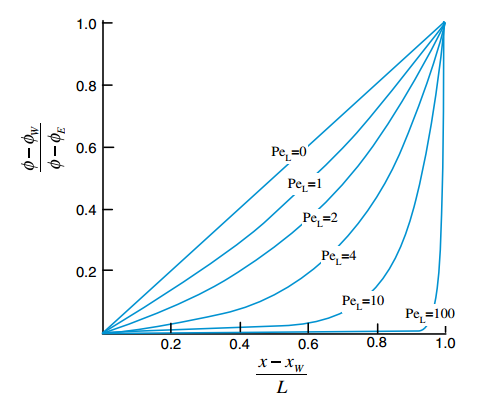 1.0
0.8
0.6
0.4
0.2
ϕ − ϕ_W
ϕ − ϕ_E
Pe_L=0
Pe_L=1
Pe_L=2
Pe_L=4
Pe_L=10
Pe_L=100
0.2 0.4 0.6 0.8 1.0
x − x_W
L